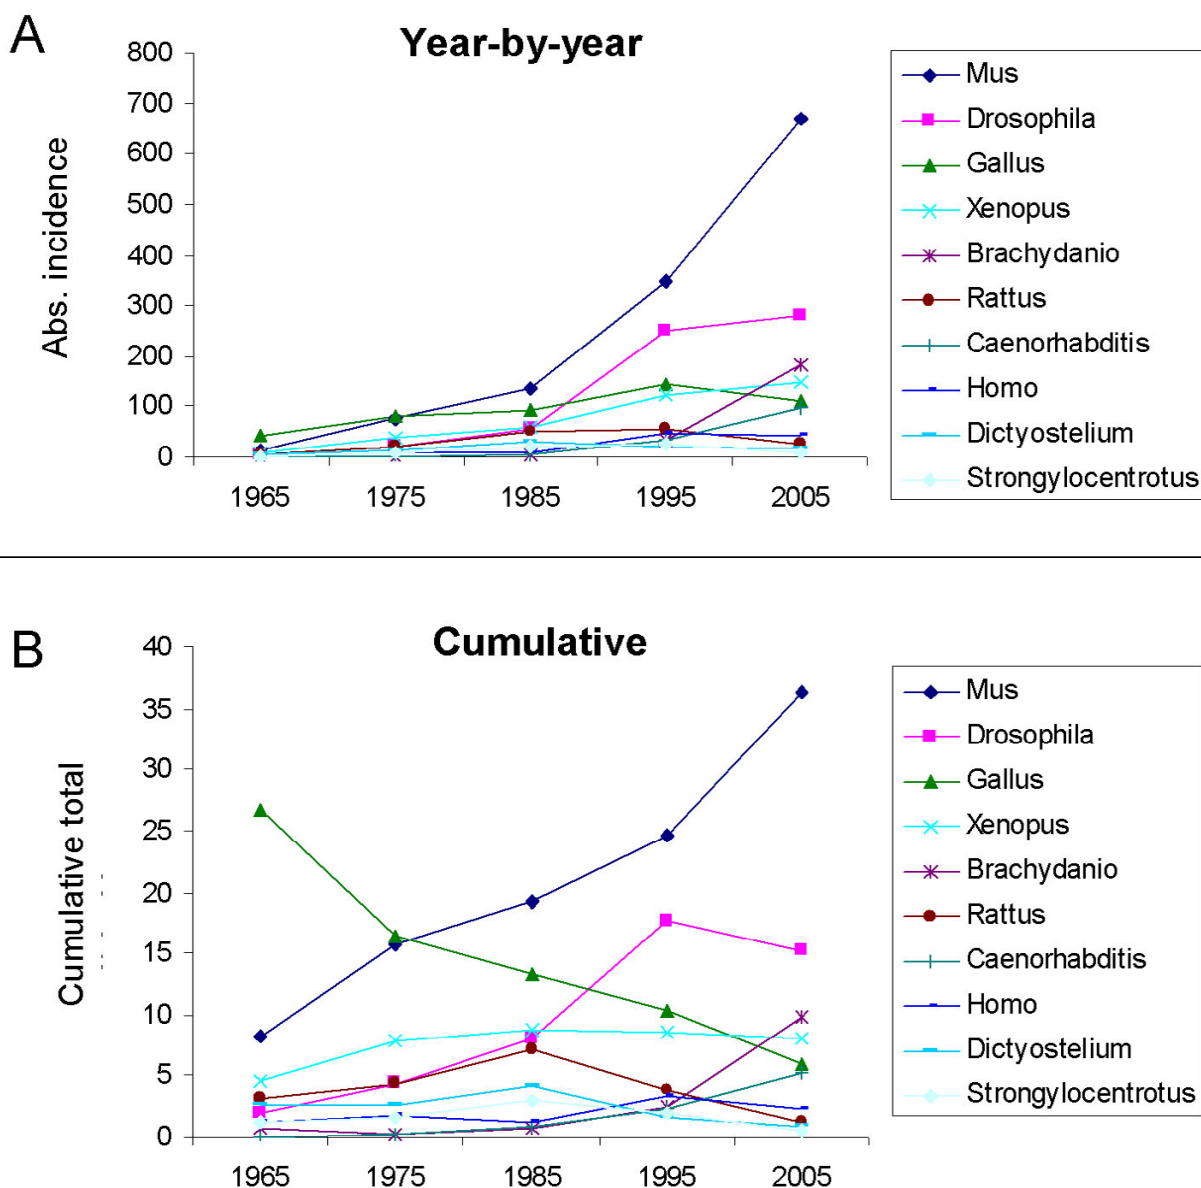 A
Year-by-year
Abs. incidence
800
700
600
500
400
300
200
100
0
1965 1975 1985 1995 2005
Mus
Drosophila
Gallus
Xenopus
Brachydanio
Rattus
Caenorhabditis
Homo
Dictyostelium
Strongylocentrotus
B
Cumulative
Cumulative total
40
35
30
25
20
15
10
5
0
1965 1975 1985 1995 2005
Mus
Drosophila
Gallus
Xenopus
Brachydanio
Rattus
Caenorhabditis
Homo
Dictyostelium
Strongylocentrotus